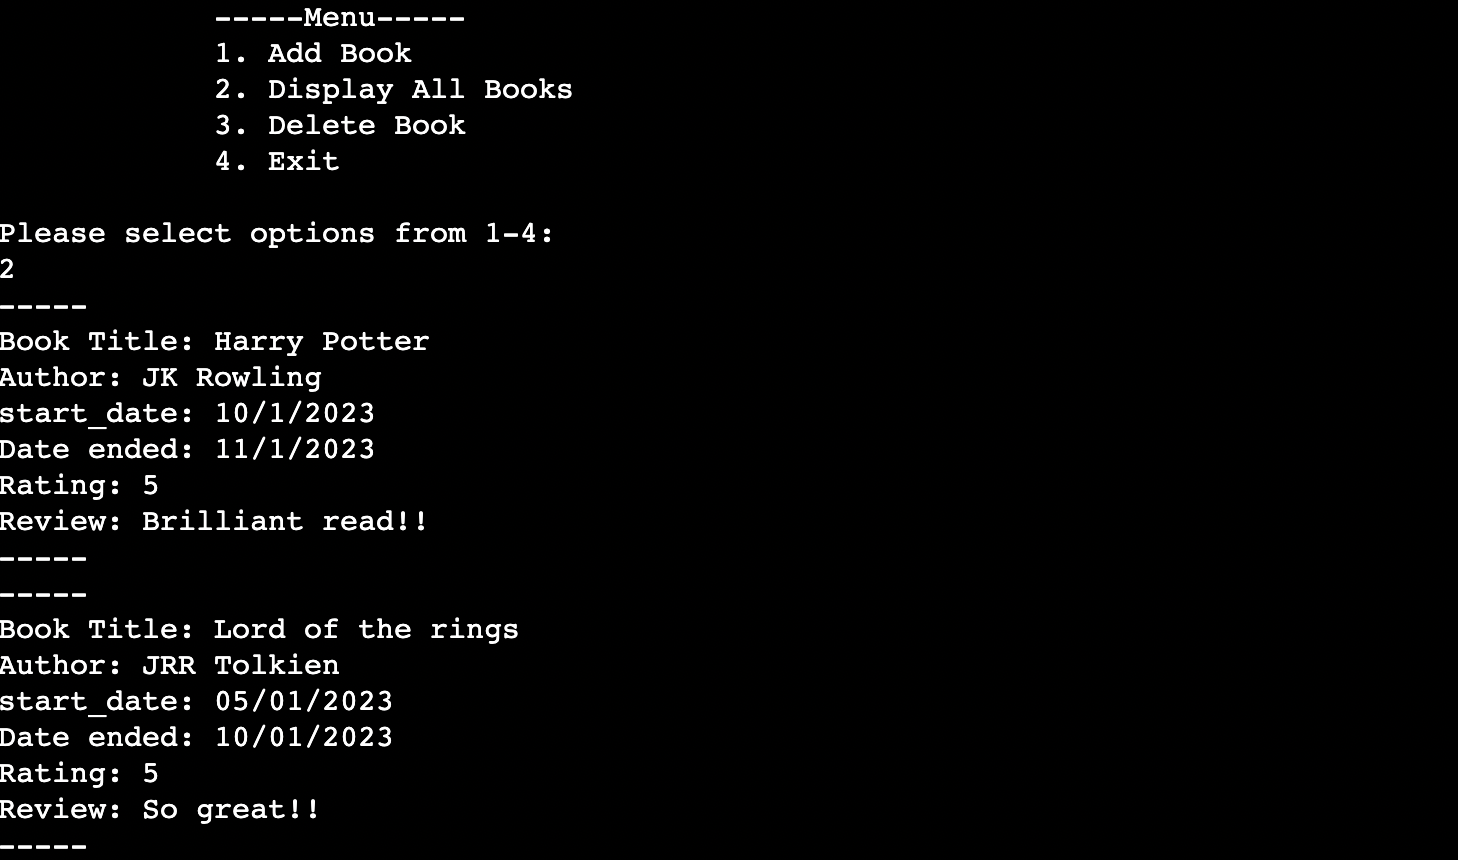 -----Menu-----
1. Add Book
2. Display All Books
3. Delete Book
4. Exit
Please select options from 1-4:
2
-----
Book Title: Harry Potter
Author: JK Rowling
start_date: 10/1/2023
Date ended: 11/1/2023
Rating: 5
Review: Brilliant read!!
-----
-----
Book Title: Lord of the rings
Author: JRR Tolkien
start_date: 05/01/2023
Date ended: 10/01/2023
Rating: 5
Review: So great!!
-----